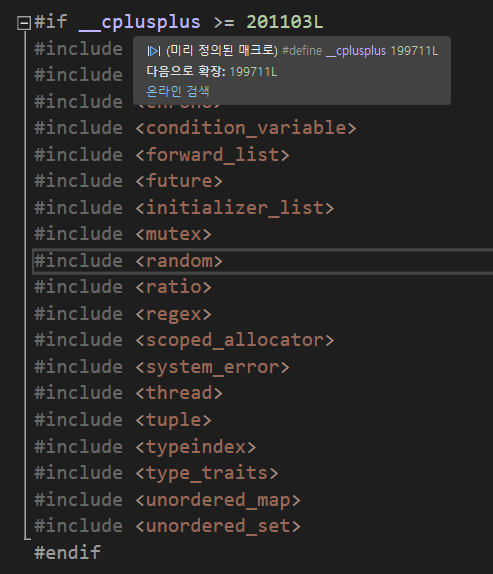 #if __cplusplus >= 201103L
#include
(미리 정의된 매크로) #define __cplusplus 199711L
#include
다음으로 확장: 199711L
#include
온라인 검색
#include <condition_variable>
#include <forward_list>
#include <future>
#include <initializer_list>
#include <mutex>
#include <random>
#include <ratio>
#include <regex>
#include <scoped_allocator>
#include <system_error>
#include <thread>
#include <tuple>
#include <typeindex>
#include <type_traits>
#include <unordered_map>
#include <unordered_set>
#endif